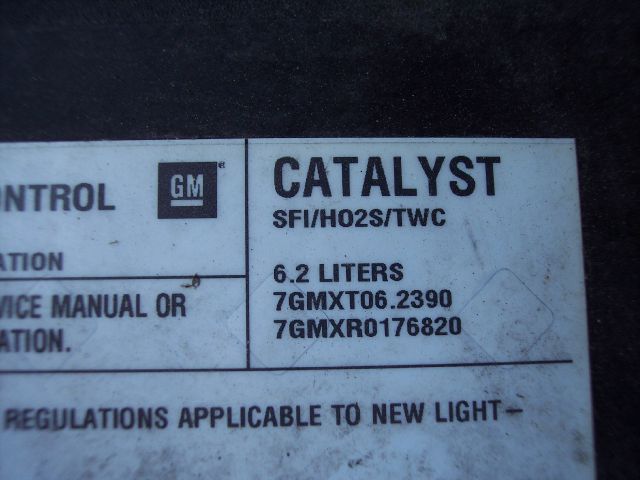 NTROL
GM
CATALYST
SFI/HO2S/TWC
ATION
6.2 LITERS
VICE MANUAL OR
7GMXT06.2390
ATION.
7GMXR0176820
REGULATIONS APPLICABLE TO NEW LIGHT-